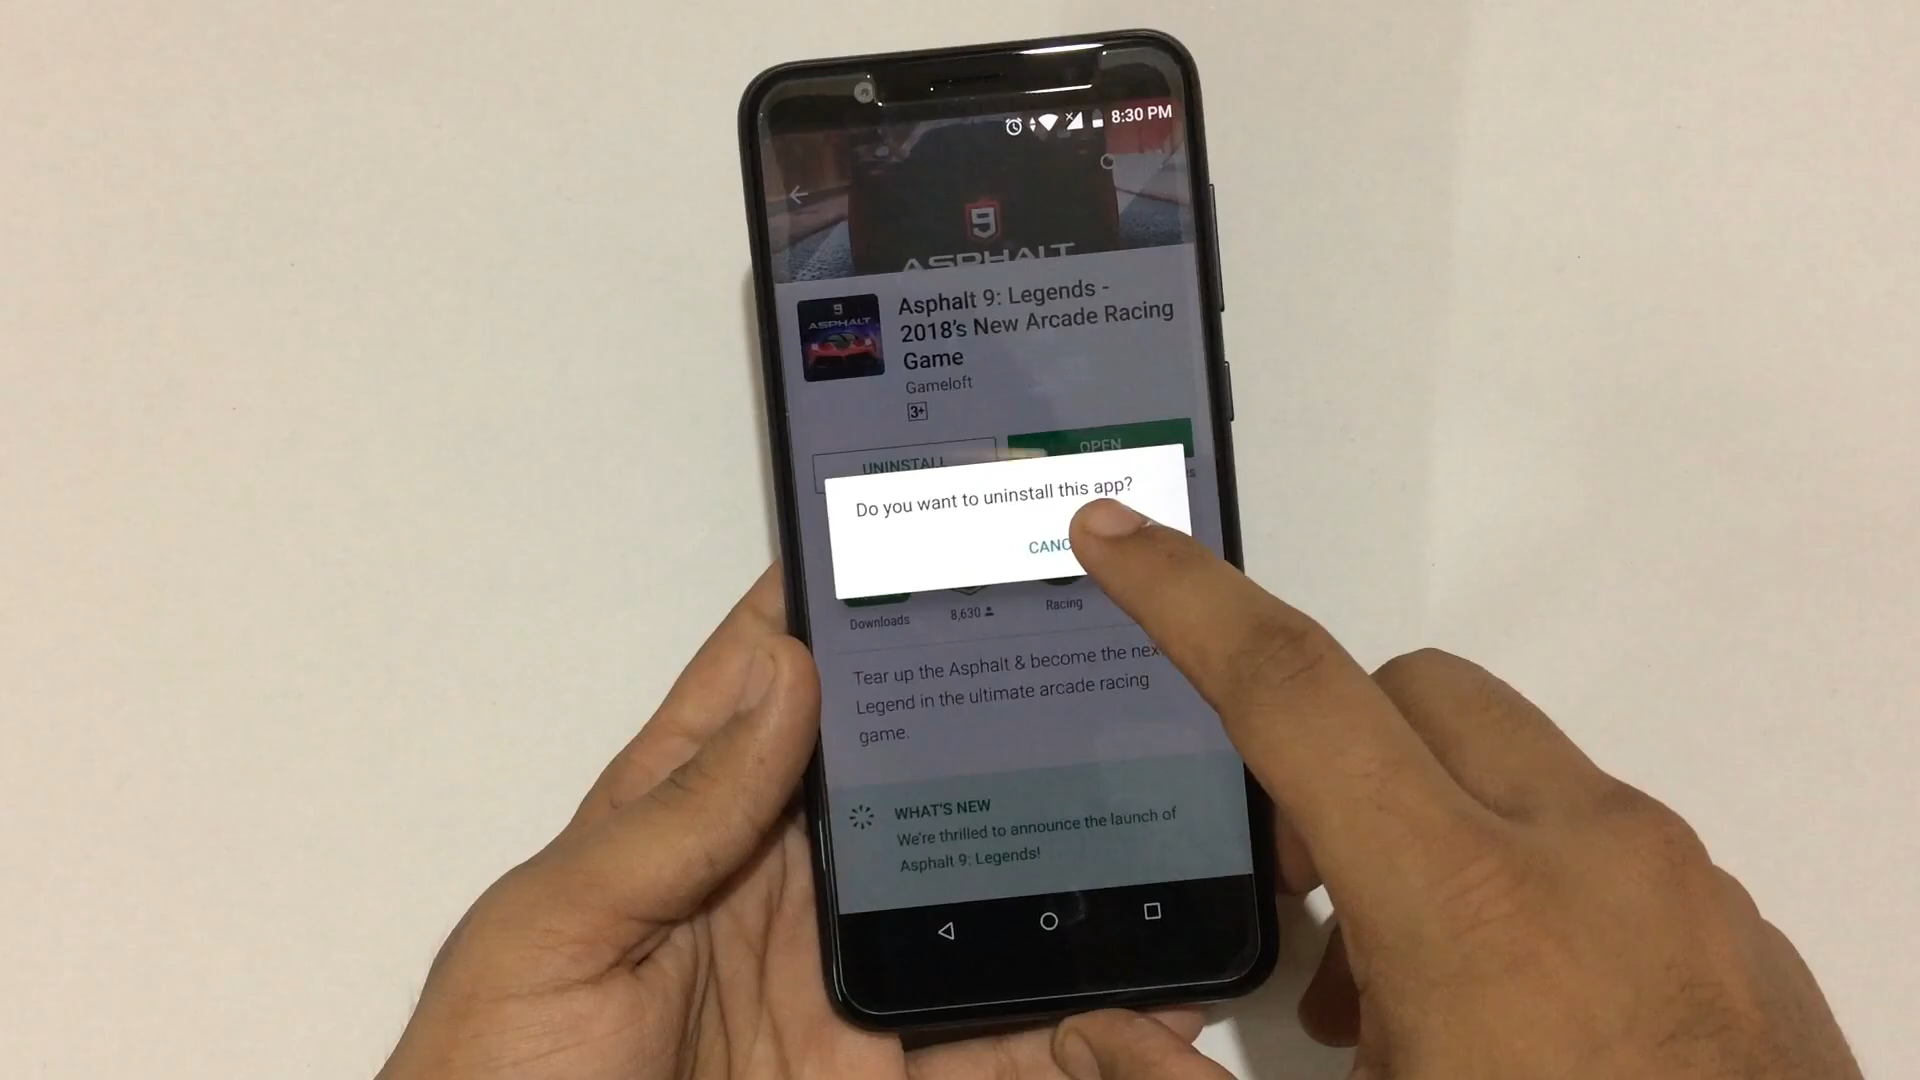 8:30 PM
9
ASPHALT
9
ASPHALT
Asphalt 9: Legends -
2018's New Arcade Racing
Game
Gameloft
3+
UNINSTALL
OPEN
Do you want to uninstall this app?
CANC
Downloads
8,630
Racing
Tear up the Asphalt & become the nex
Legend in the ultimate arcade racing
game.
WHAT'S NEW
We're thrilled to announce the launch of
Asphalt 9: Legends!